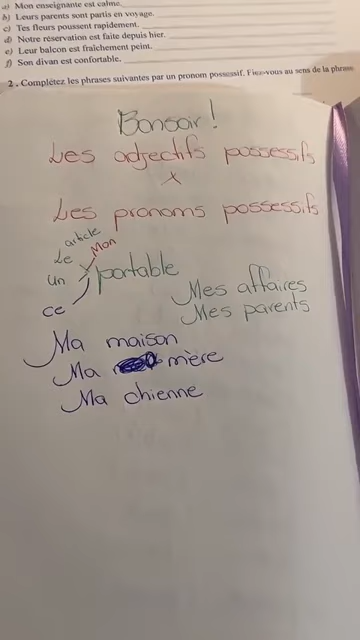 a) Mon enseignante est calme.
b) Leurs parents sont partis en voyage.
c) Tes fleurs poussent rapidement.
d) Notre réservation est faite depuis hier.
e) Leur balcon est fraîchement peint.
f) Son divan est confortable.
2. Complétez les phrases suivantes par un pronom possessif. Fiez-vous au sens de la phrase
Bonsoir !
Les adjectifs possessifs
x
Les pronoms possessifs
article
Le Mon
un portable
ce
Mes affaires
Mes parents
Ma maison
Ma mère
Ma chienne